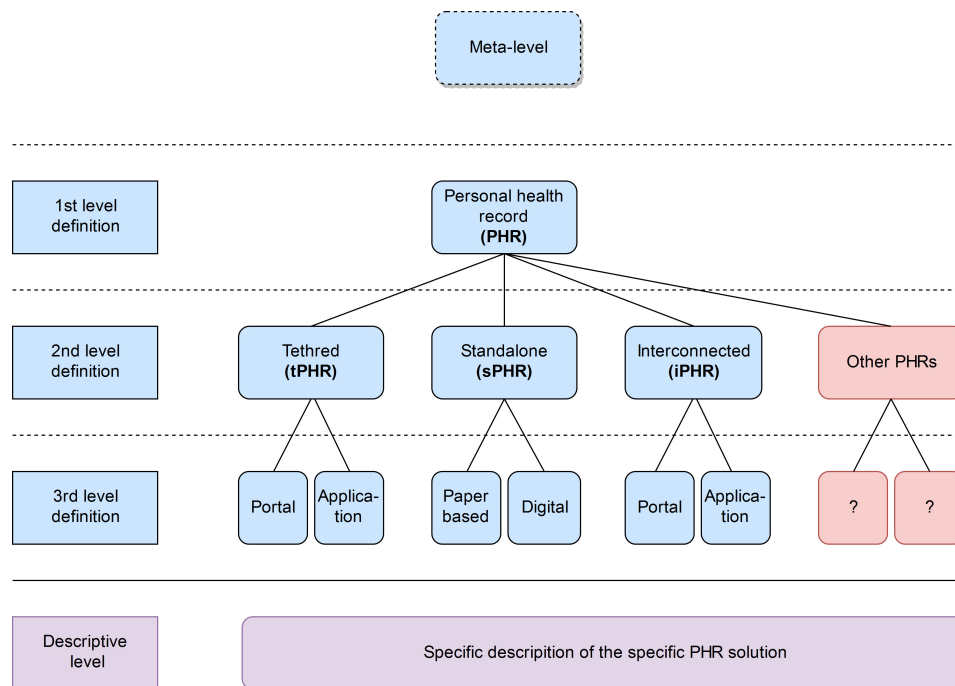 Meta-level
1st level
definition
Personal health
record
(PHR)
2nd level
definition
Tethred
(tPHR)
Standalone
(sPHR)
Interconnected
(iPHR)
Other PHRs
3rd level
definition
Portal
Applica-
tion
Paper
based
Digital
Portal
Applica-
tion
?
?
Descriptive
level
Specific descripition of the specific PHR solution